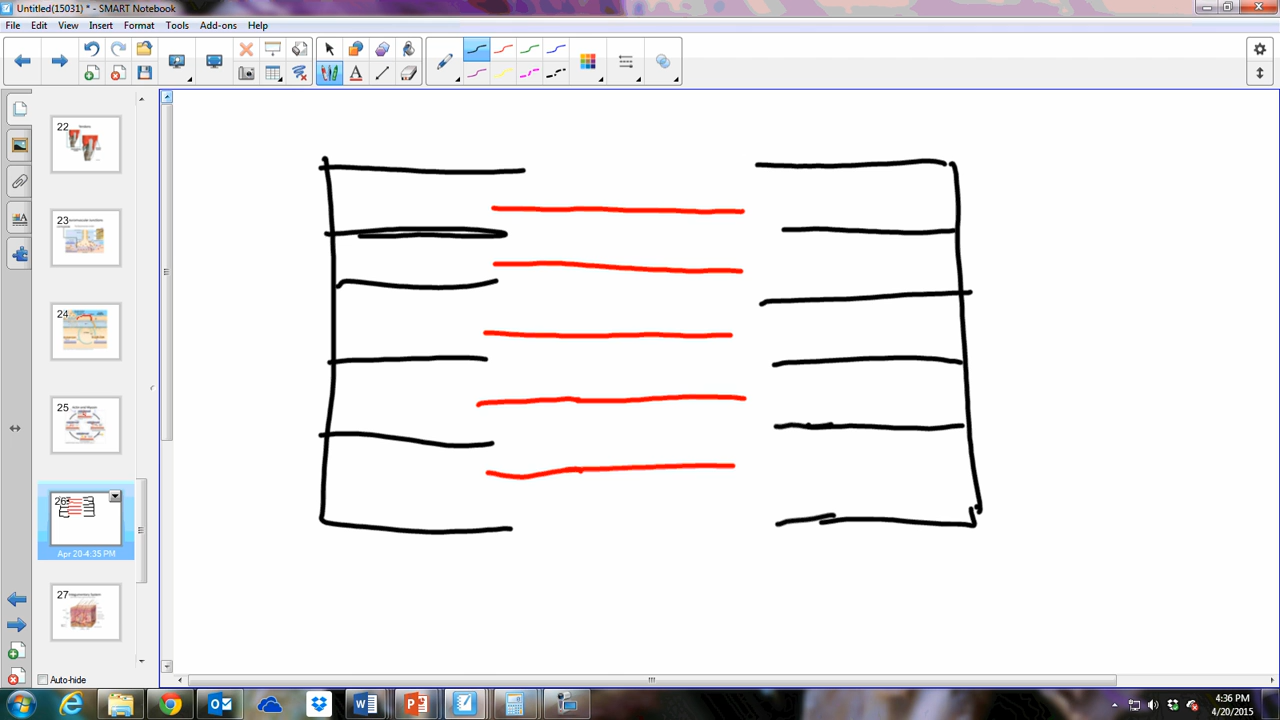 Untitled(15031) * - SMART Notebook
File Edit View Insert Format Tools Add-ons Help
22
23
24
25
26
Apr 20-4:35 PM
27
Auto-hide
4:36 PM
4/20/2015